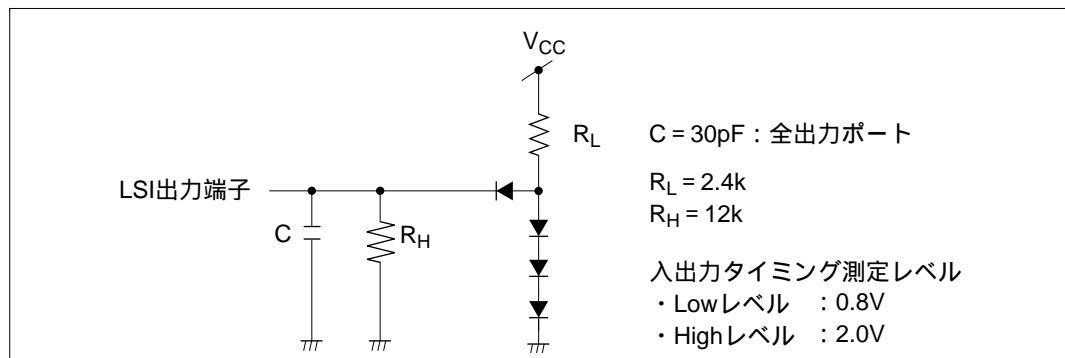 VCC
RL
C = 30pF：全出力ポート
LSI出力端子
RL = 2.4k
RH = 12k
C
RH
入出力タイミング測定レベル
・Lowレベル ：0.8V
・Highレベル ：2.0V